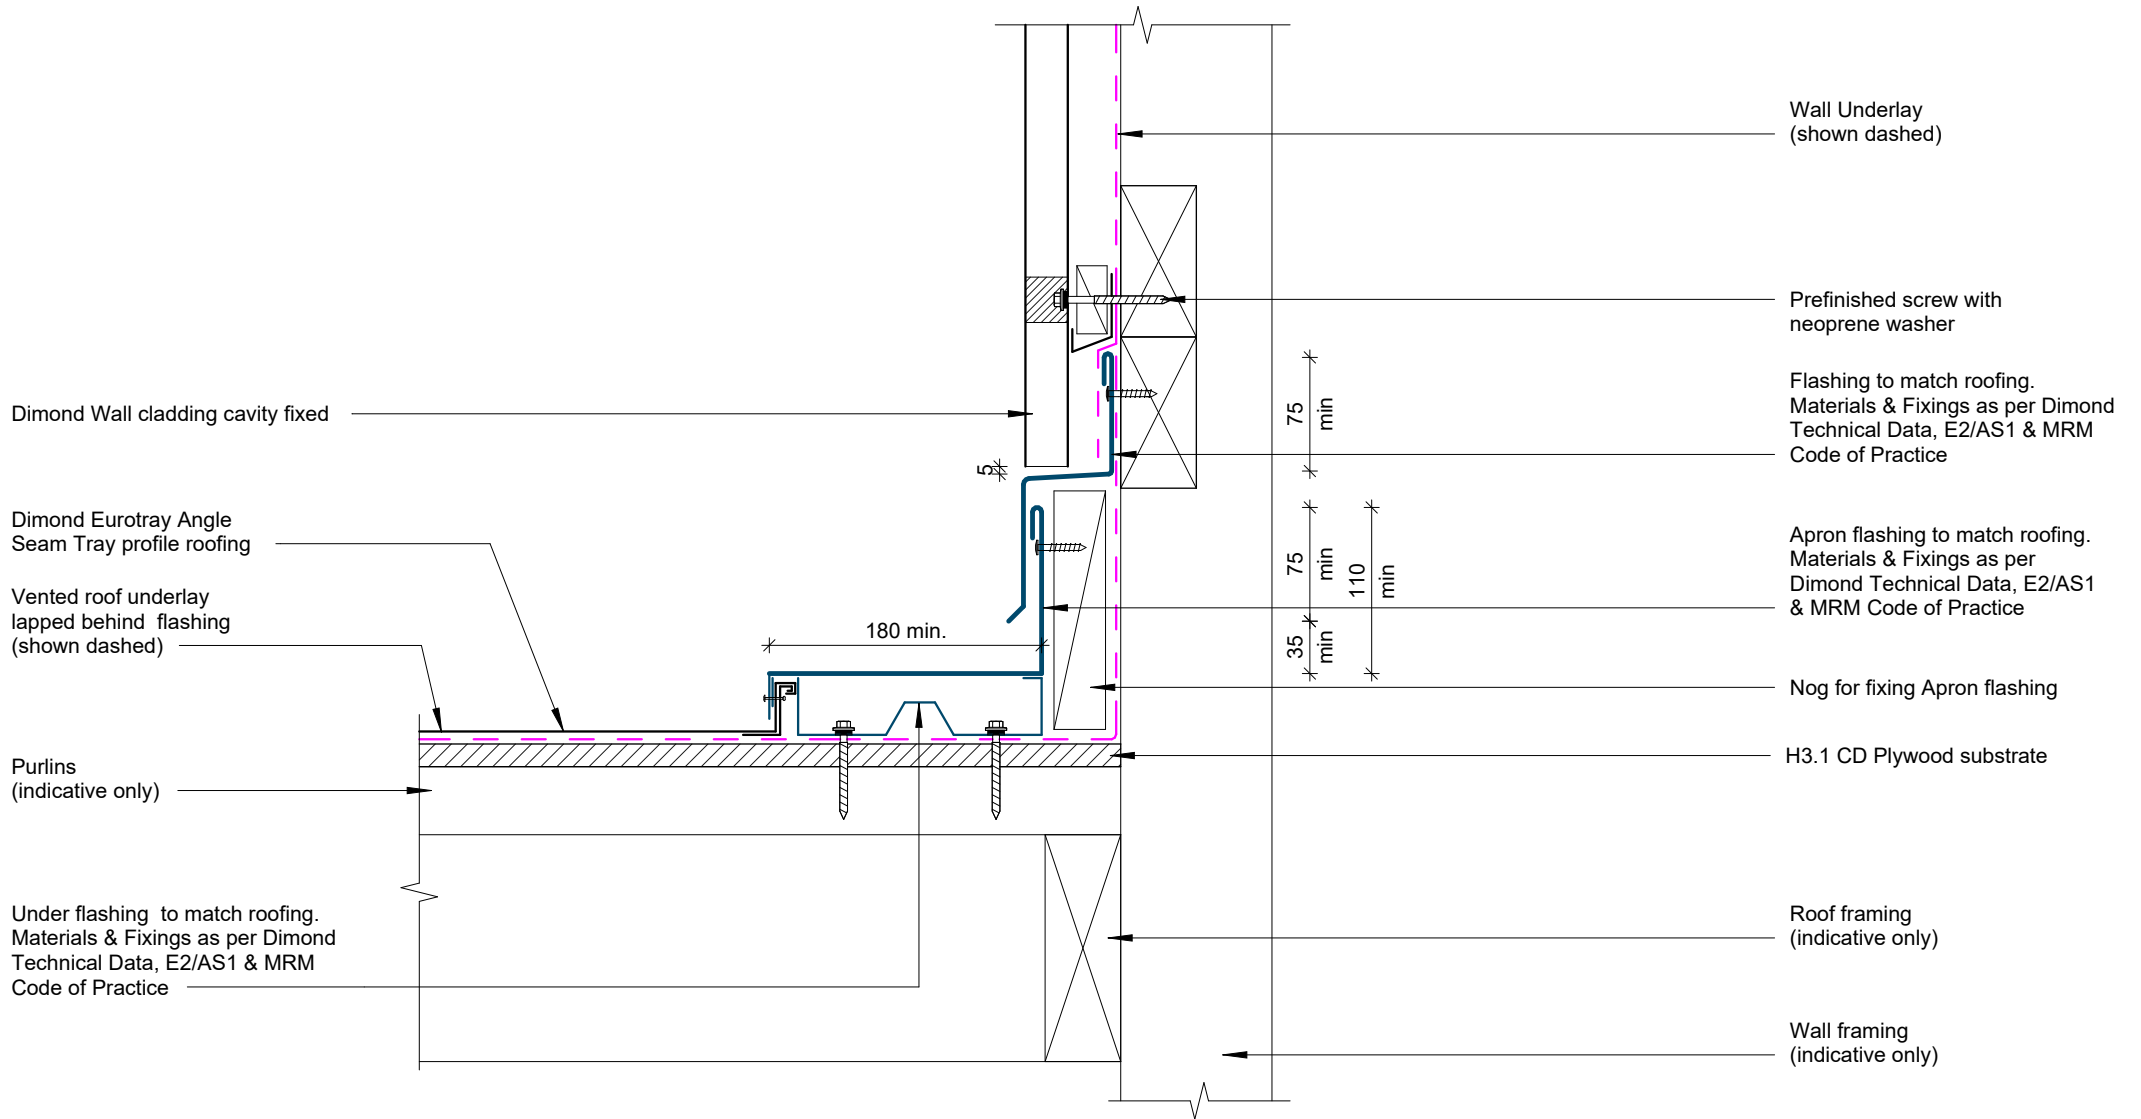 Dimond Wall cladding cavity fixed
Dimond Eurotray Angle
Seam Tray profile roofing
Vented roof underlay
lapped behind flashing
(shown dashed)
Purlins
(indicative only)
Under flashing to match roofing.
Materials & Fixings as per Dimond
Technical Data, E2/AS1 & MRM
Code of Practice
5
180 min.
75
min
75
min
35
min
110
min
Wall Underlay
(shown dashed)
Prefinished screw with
neoprene washer
Flashing to match roofing.
Materials & Fixings as per Dimond
Technical Data, E2/AS1 & MRM
Code of Practice
Apron flashing to match roofing.
Materials & Fixings as per
Dimond Technical Data, E2/AS1
& MRM Code of Practice
Nog for fixing Apron flashing
H3.1 CD Plywood substrate
Roof framing
(indicative only)
Wall framing
(indicative only)